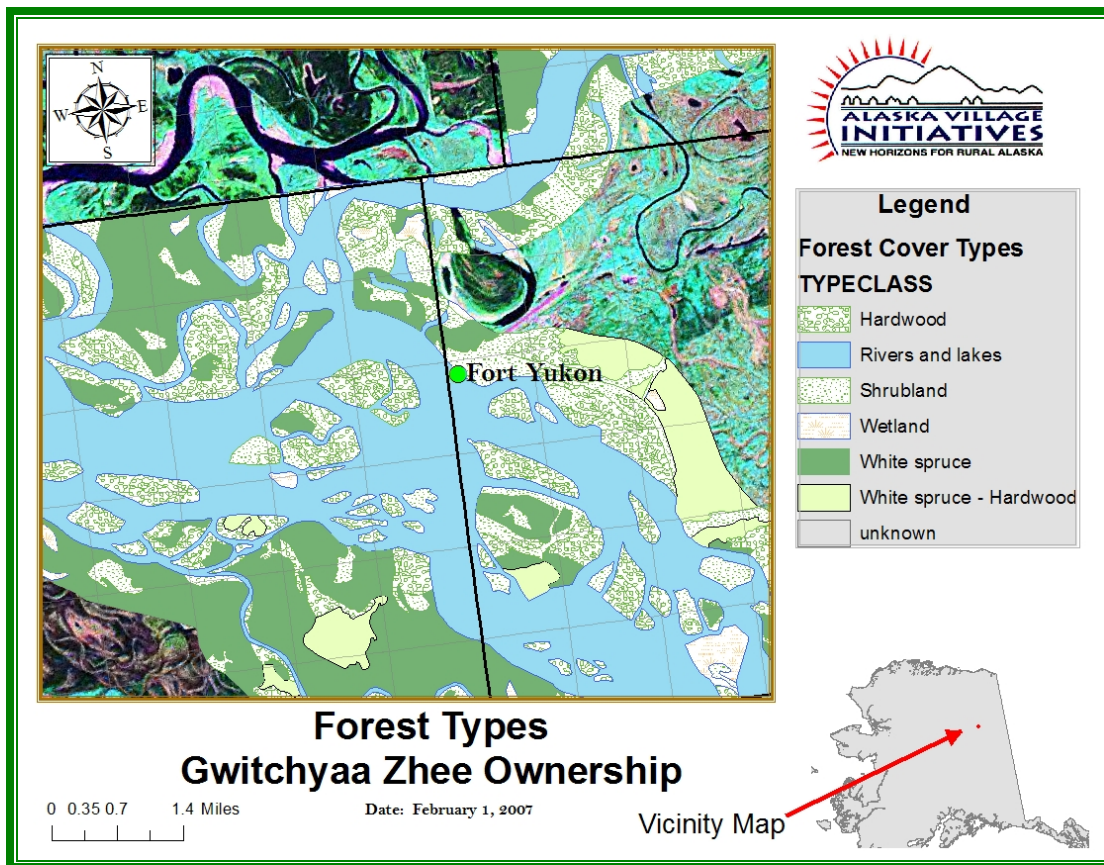 N
W E
S
Fort Yukon
ALASKA VILLAGE
INITIATIVES
NEW HORIZONS FOR RURAL ALASKA
Legend
Forest Cover Types
TYPECLASS
Hardwood
Rivers and lakes
Shrubland
Wetland
White spruce
White spruce - Hardwood
unknown
Forest Types
Gwitchyaa Zhee Ownership
Date: February 1, 2007
0 0.35 0.7 1.4 Miles
Vicinity Map